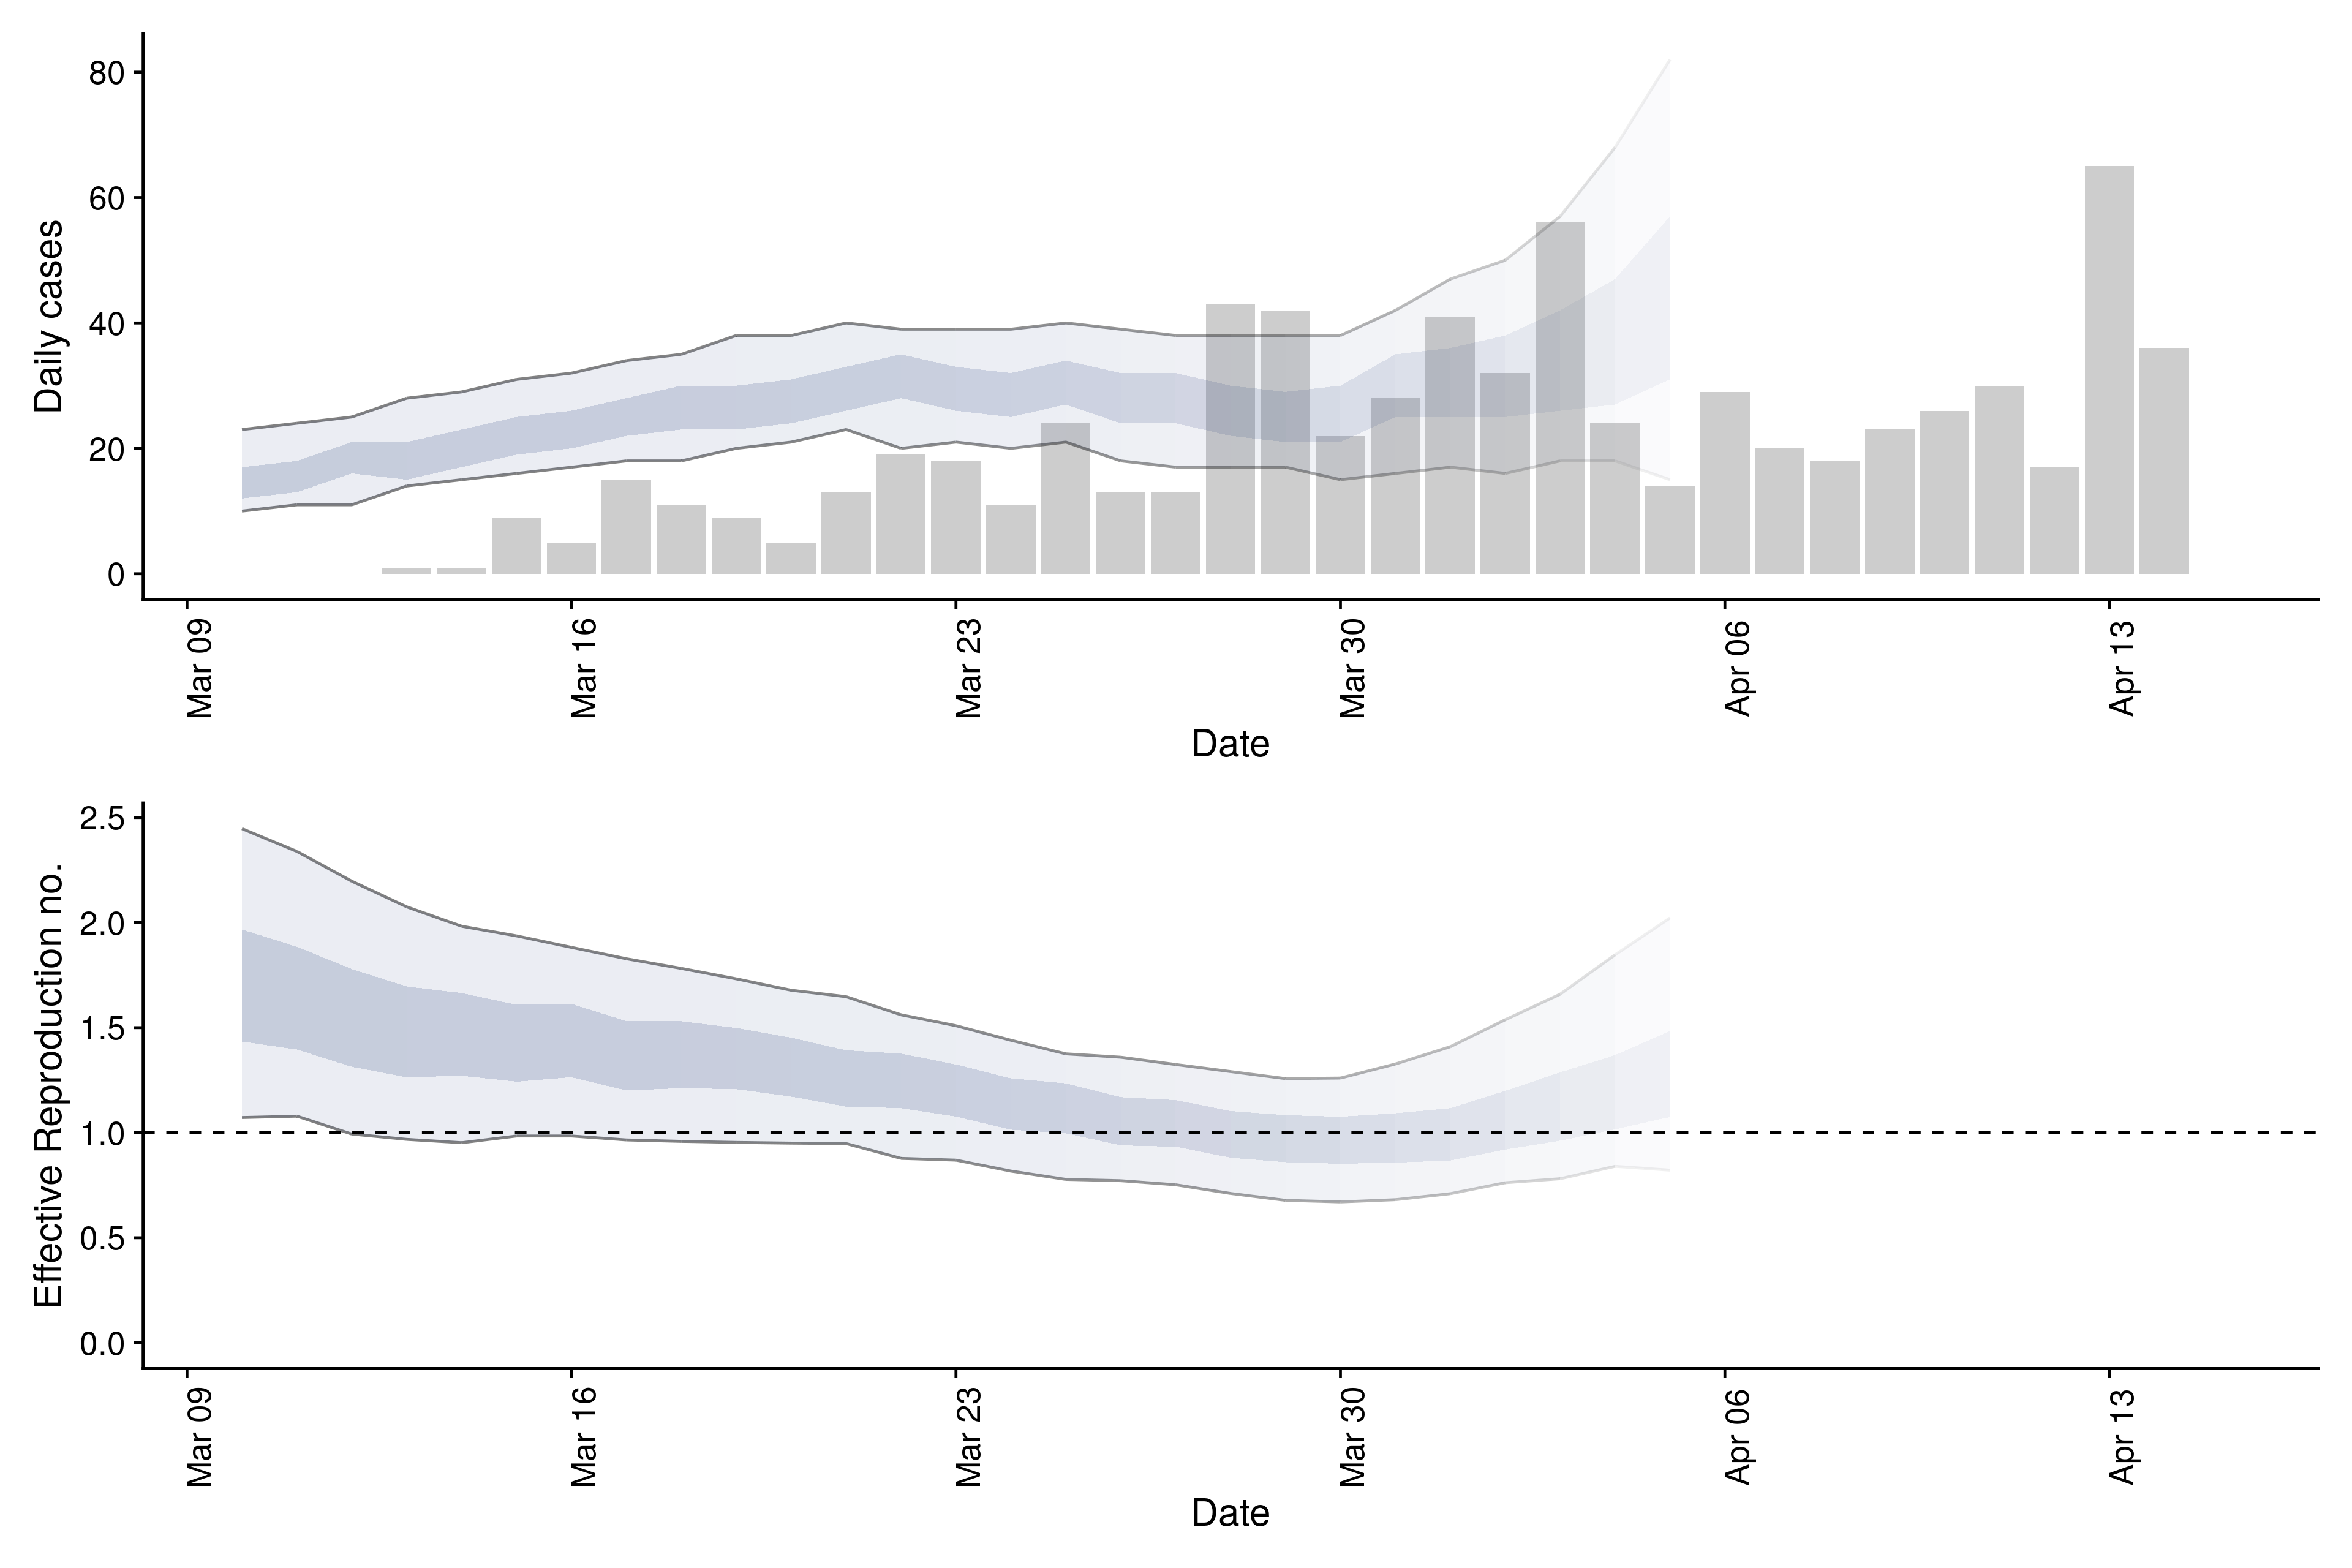 Daily cases
80
60
40
20
0
Mar 09
Mar 16
Mar 23
Mar 30
Apr 06
Apr 13
Date
Effective Reproduction no.
2.5
2.0
1.5
1.0
0.5
0.0
Mar 09
Mar 16
Mar 23
Mar 30
Apr 06
Apr 13
Date